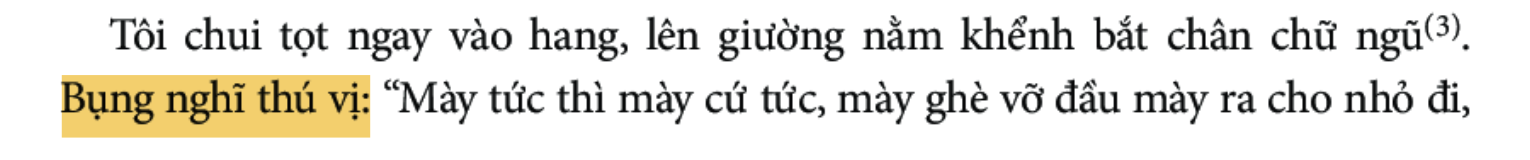 Tôi chui tọt ngay vào hang, lên giường nằm khểnh bắt chân chữ ngũ(3).
Bụng nghĩ thú vị: “Mày tức thì mày cứ tức, mày ghè vỡ đầu mày ra cho nhỏ đi,